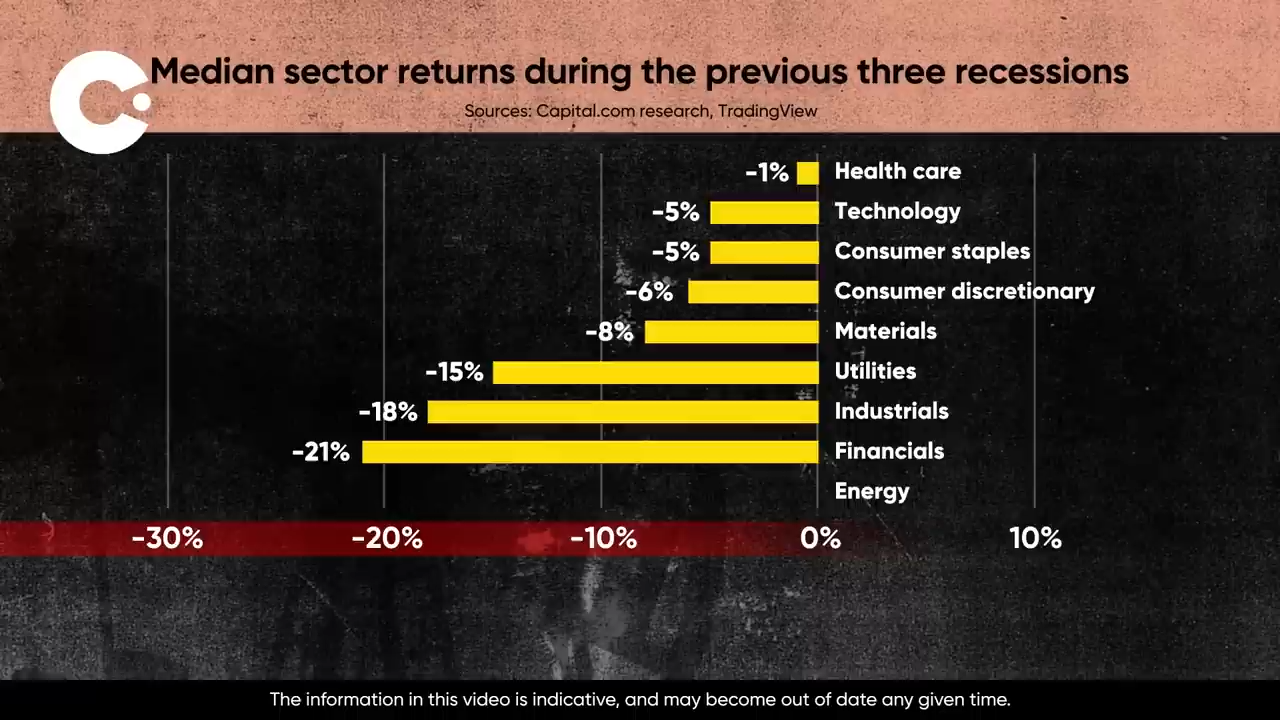 Median sector returns during the previous three recessions
Sources: Capital.com research, TradingView
-1% Health care
-5% Technology
-5% Consumer staples
-6% Consumer discretionary
-8% Materials
-15% Utilities
-18% Industrials
-21% Financials
Energy
-30% -20% -10% 0% 10%
The information in this video is indicative, and may become out of date any given time.